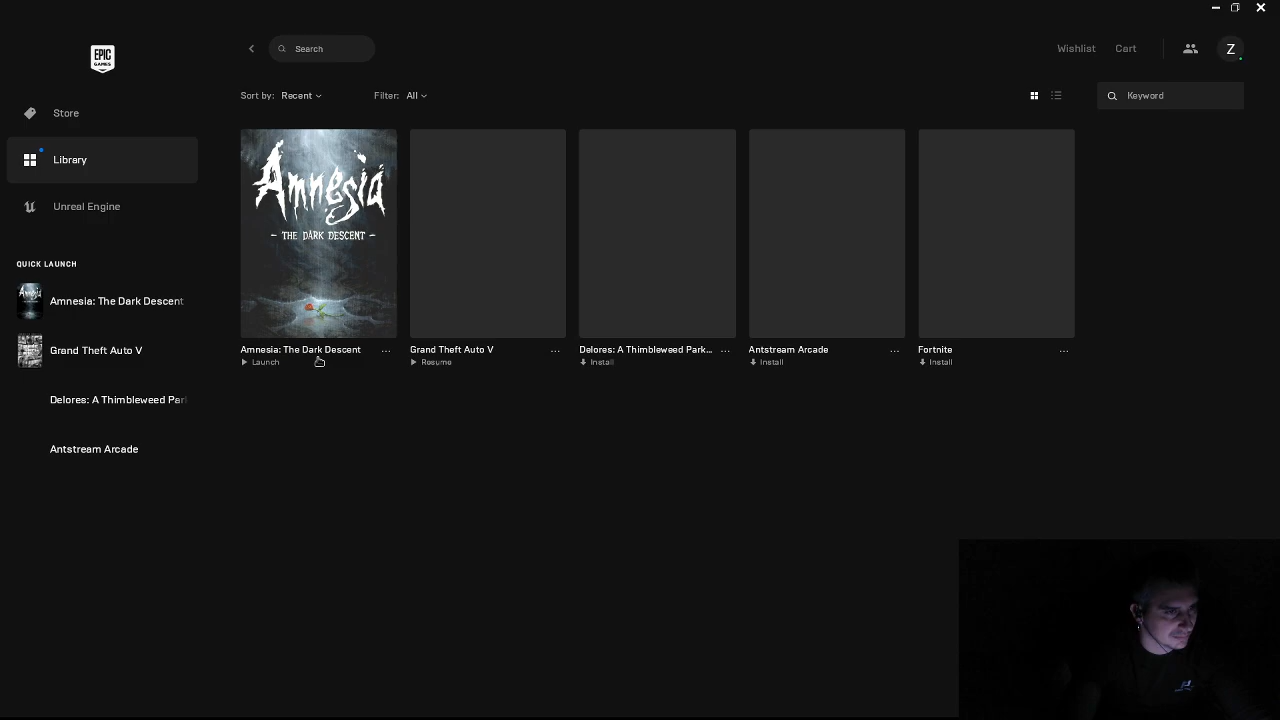 EPIC
GAMES
Search
Wishlist
Cart
Z
Store
Library
Unreal Engine
Sort by: Recent
Filter: All
Keyword
Amnesia
- THE DARK DESCENT -
QUICK LAUNCH
Amnesia: The Dark Descent
Grand Theft Auto V
Delores: A Thimbleweed Park
Antstream Arcade
Amnesia: The Dark Descent ...
Launch
Grand Theft Auto V ...
Resume
Delores: A Thimbleweed Park... ...
Install
Antstream Arcade ...
Install
Fortnite ...
Install